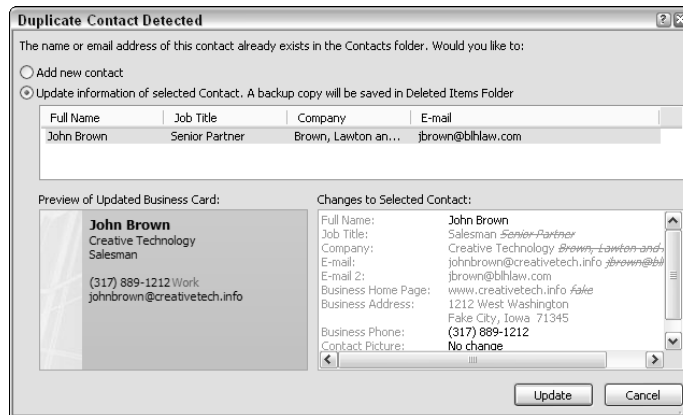 Duplicate Contact Detected
The name or email address of this contact already exists in the Contacts folder. Would you like to:
Add new contact
Update information of selected Contact. A backup copy will be saved in Deleted Items Folder
Full Name Job Title Company E-mail
John Brown Senior Partner Brown, Lawton an... jbrown@blhlaw.com
Preview of Updated Business Card:
John Brown
Creative Technology
Salesman
(317) 889-1212 Work
johnbrown@creativetech.info
Changes to Selected Contact:
Full Name: John Brown
Job Title: Salesman Senior Partner
Company: Creative Technology Brown, Lawton and
E-mail: johnbrown@creativetech.info jbrown@bl
E-mail 2: jbrown@blhlaw.com
Business Home Page: www.creativetech.info fake
Business Address: 1212 West Washington
Fake City, Iowa 71345
Business Phone: (317) 889-1212
Contact Picture: No change
Update Cancel